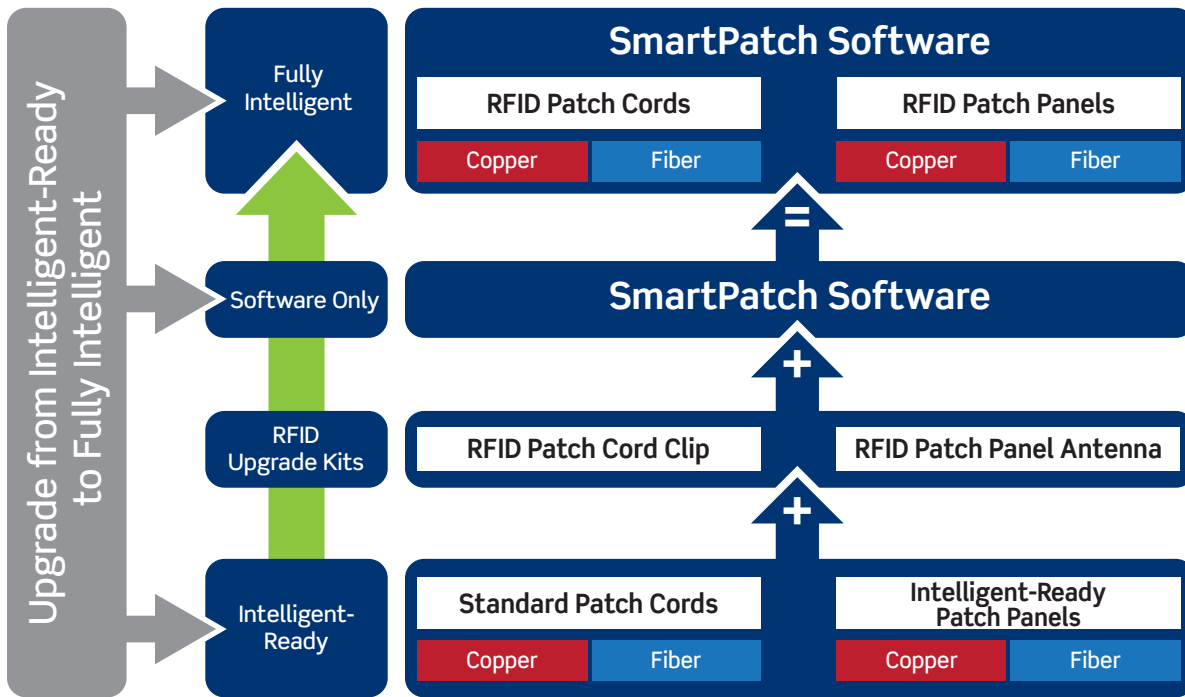 Upgrade from Intelligent-Ready
to Fully Intelligent
Fully
Intelligent
SmartPatch Software
RFID Patch Cords
RFID Patch Panels
Copper
Fiber
Copper
Fiber
=
Software Only
SmartPatch Software
+
RFID
Upgrade Kits
RFID Patch Cord Clip
RFID Patch Panel Antenna
+
Intelligent-
Ready
Standard Patch Cords
Intelligent-Ready
Patch Panels
Copper
Fiber
Copper
Fiber